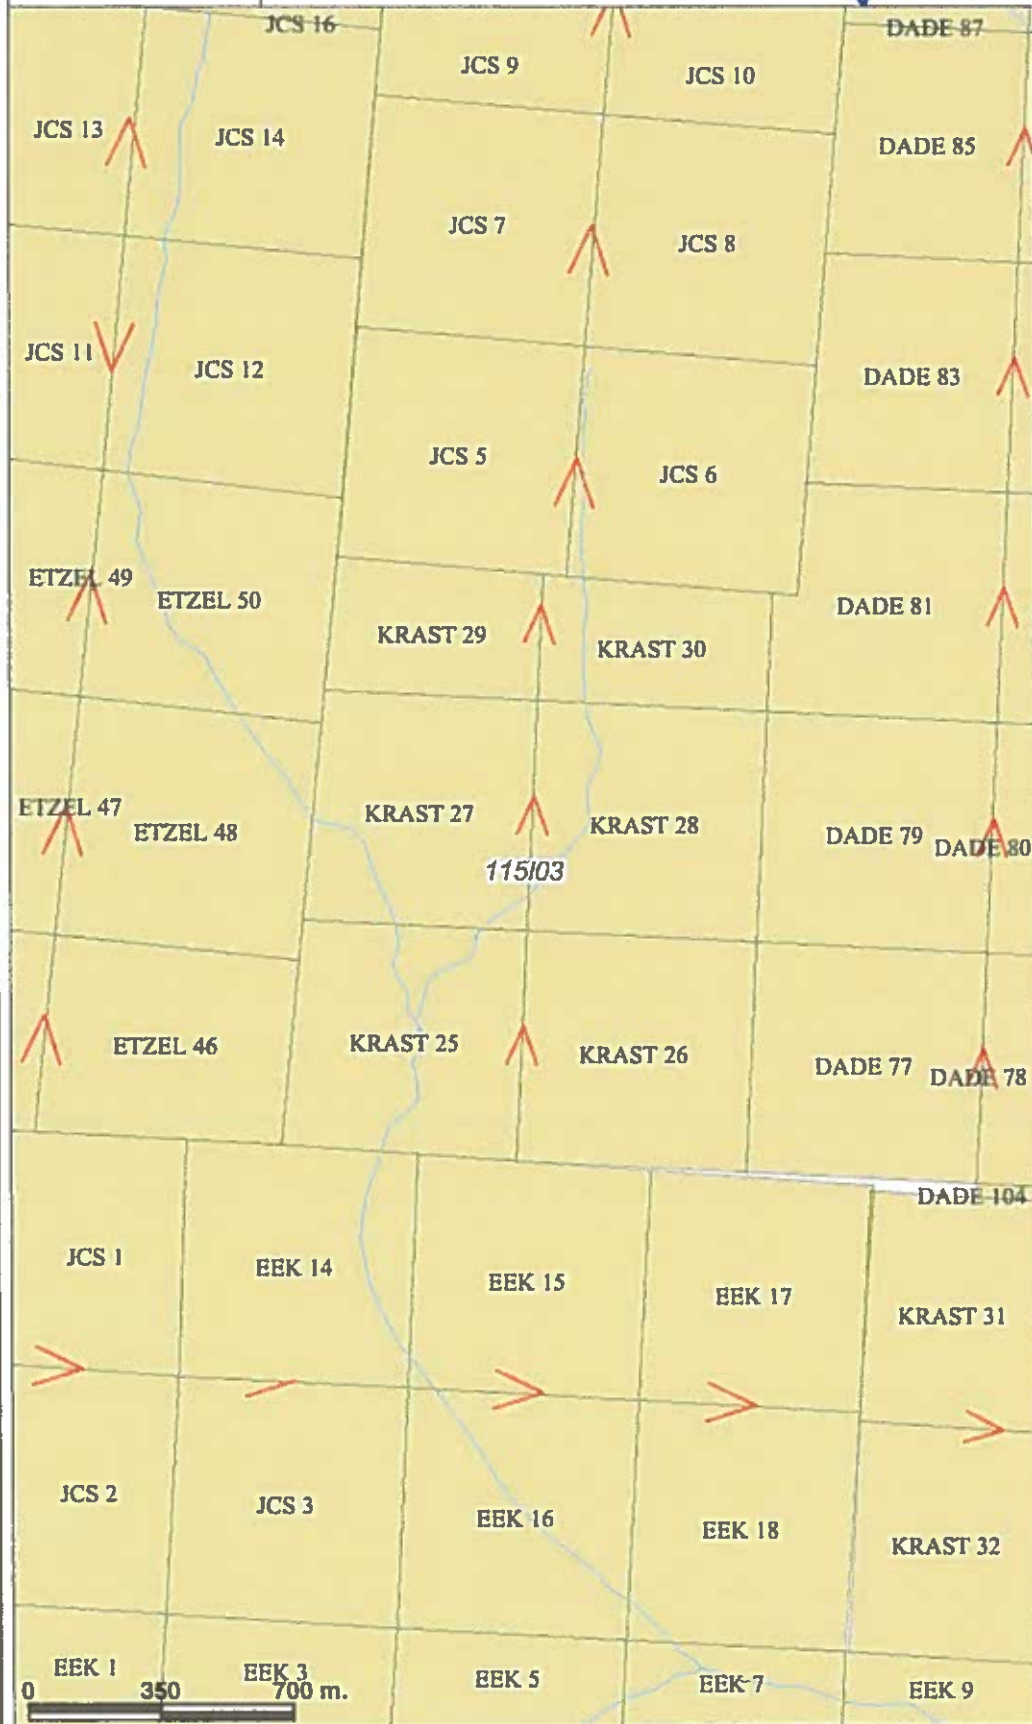 JCS 16
DADE 87
JCS 9
JCS 10
JCS 13
JCS 14
DADE 85
JCS 7
JCS 8
JCS 11
JCS 12
DADE 83
JCS 5
JCS 6
ETZEL 49
ETZEL 50
DADE 81
KRAST 29
KRAST 30
ETZEL 47
ETZEL 48
KRAST 27
KRAST 28
DADE 79
DADE 80
115I03
ETZEL 46
KRAST 25
KRAST 26
DADE 77
DADE 78
DADE 104
JCS 1
EEK 14
EEK 15
EEK 17
KRAST 31
JCS 2
JCS 3
EEK 16
EEK 18
KRAST 32
EEK 1
EEK 3
EEK 5
EEK 7
EEK 9
0 350 700 m.